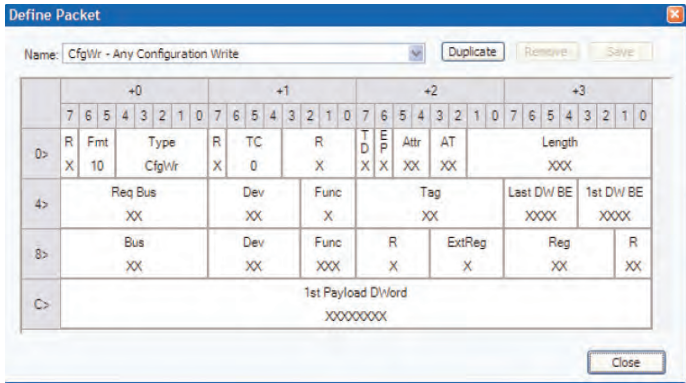 Define Packet
Name: CfgWr - Any Configuration Write Duplicate Remove Save
+0 +1 +2 +3
7 6 5 4 3 2 1 0 7 6 5 4 3 2 1 0 7 6 5 4 3 2 1 0 7 6 5 4 3 2 1 0
0> R Fmt Type R TC R TD EP Attr AT Length
X 10 CfgWr X 0 X X X XX XX XXX
4> Req Bus Dev Func Tag Last DW BE 1st DW BE
XX XX X XX XXXX XXXX
8> Bus Dev Func R ExtReg Reg R
XX XX XXX X X XX XX
C> 1st Payload DWord
XXXXXXXX
Close